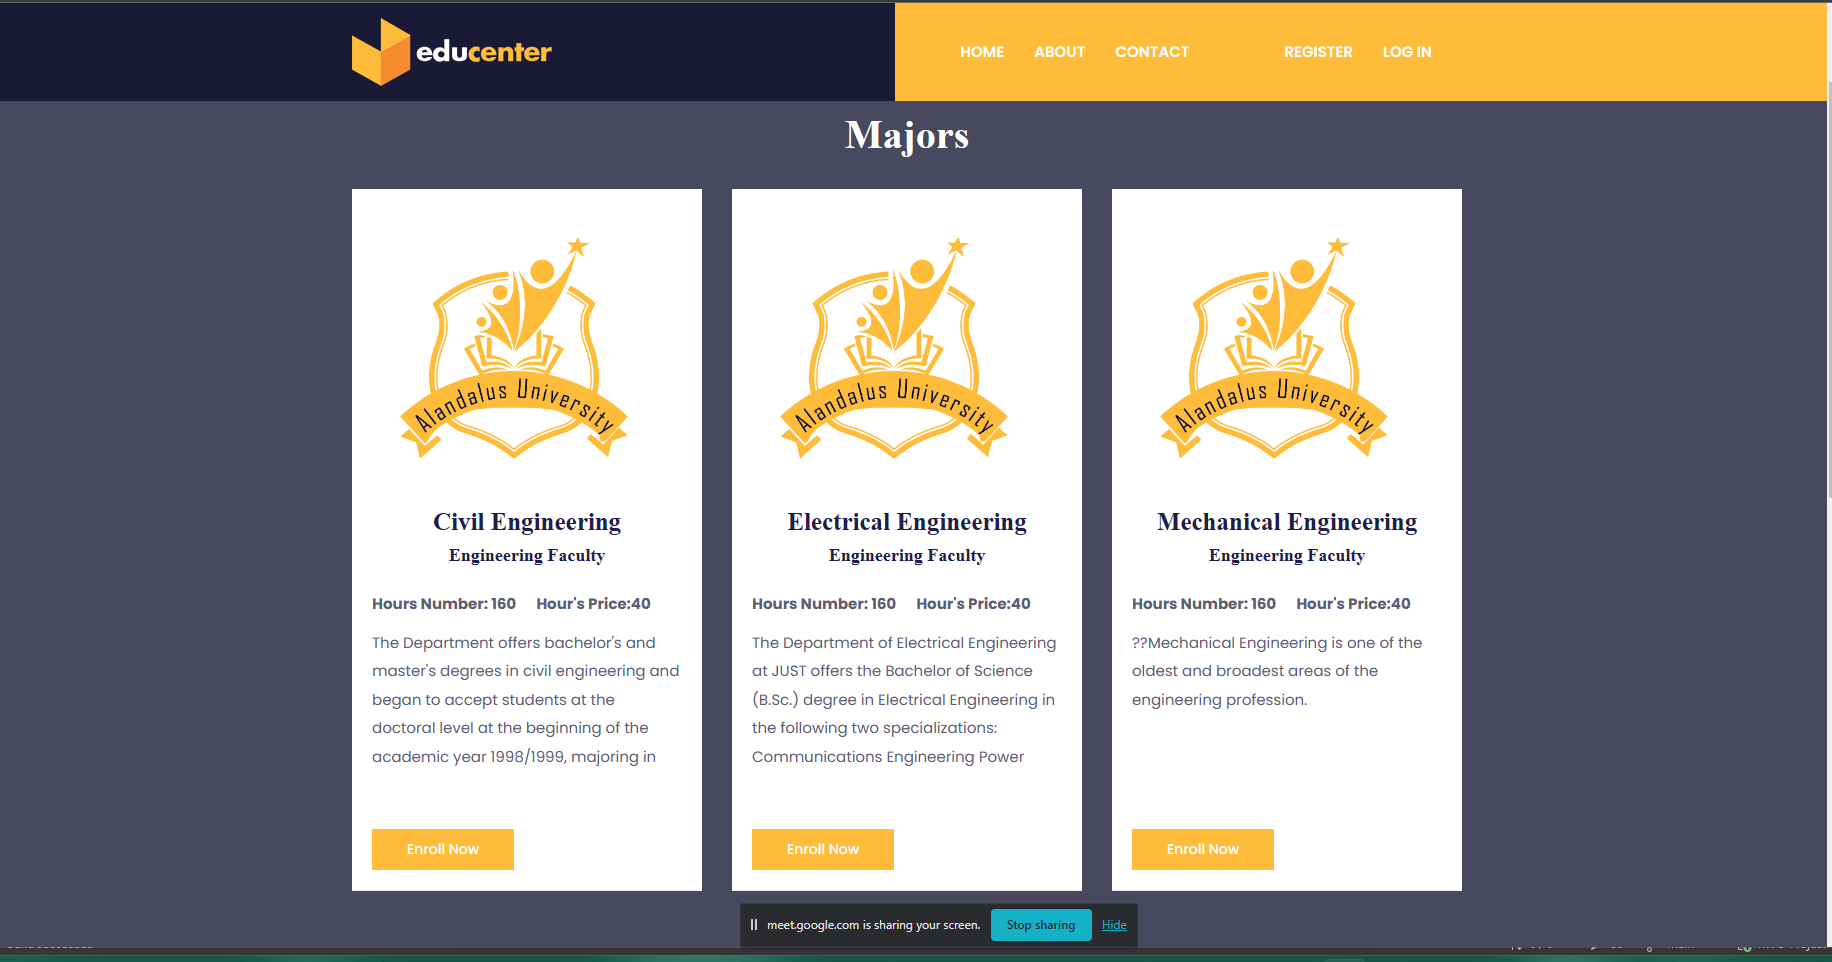 educenter
HOME ABOUT CONTACT REGISTER LOG IN
Majors
Alandalus University
Alandalus University
Alandalus University
Civil Engineering
Engineering Faculty
Hours Number: 160 Hour's Price:40
The Department offers bachelor's and
master's degrees in civil engineering and
began to accept students at the
doctoral level at the beginning of the
academic year 1998/1999, majoring in
Enroll Now
Electrical Engineering
Engineering Faculty
Hours Number: 160 Hour's Price:40
The Department of Electrical Engineering
at JUST offers the Bachelor of Science
(B.Sc.) degree in Electrical Engineering in
the following two specializations:
Communications Engineering Power
Enroll Now
Mechanical Engineering
Engineering Faculty
Hours Number: 160 Hour's Price:40
??Mechanical Engineering is one of the
oldest and broadest areas of the
engineering profession.
Enroll Now
meet.google.com is sharing your screen. Stop sharing Hide